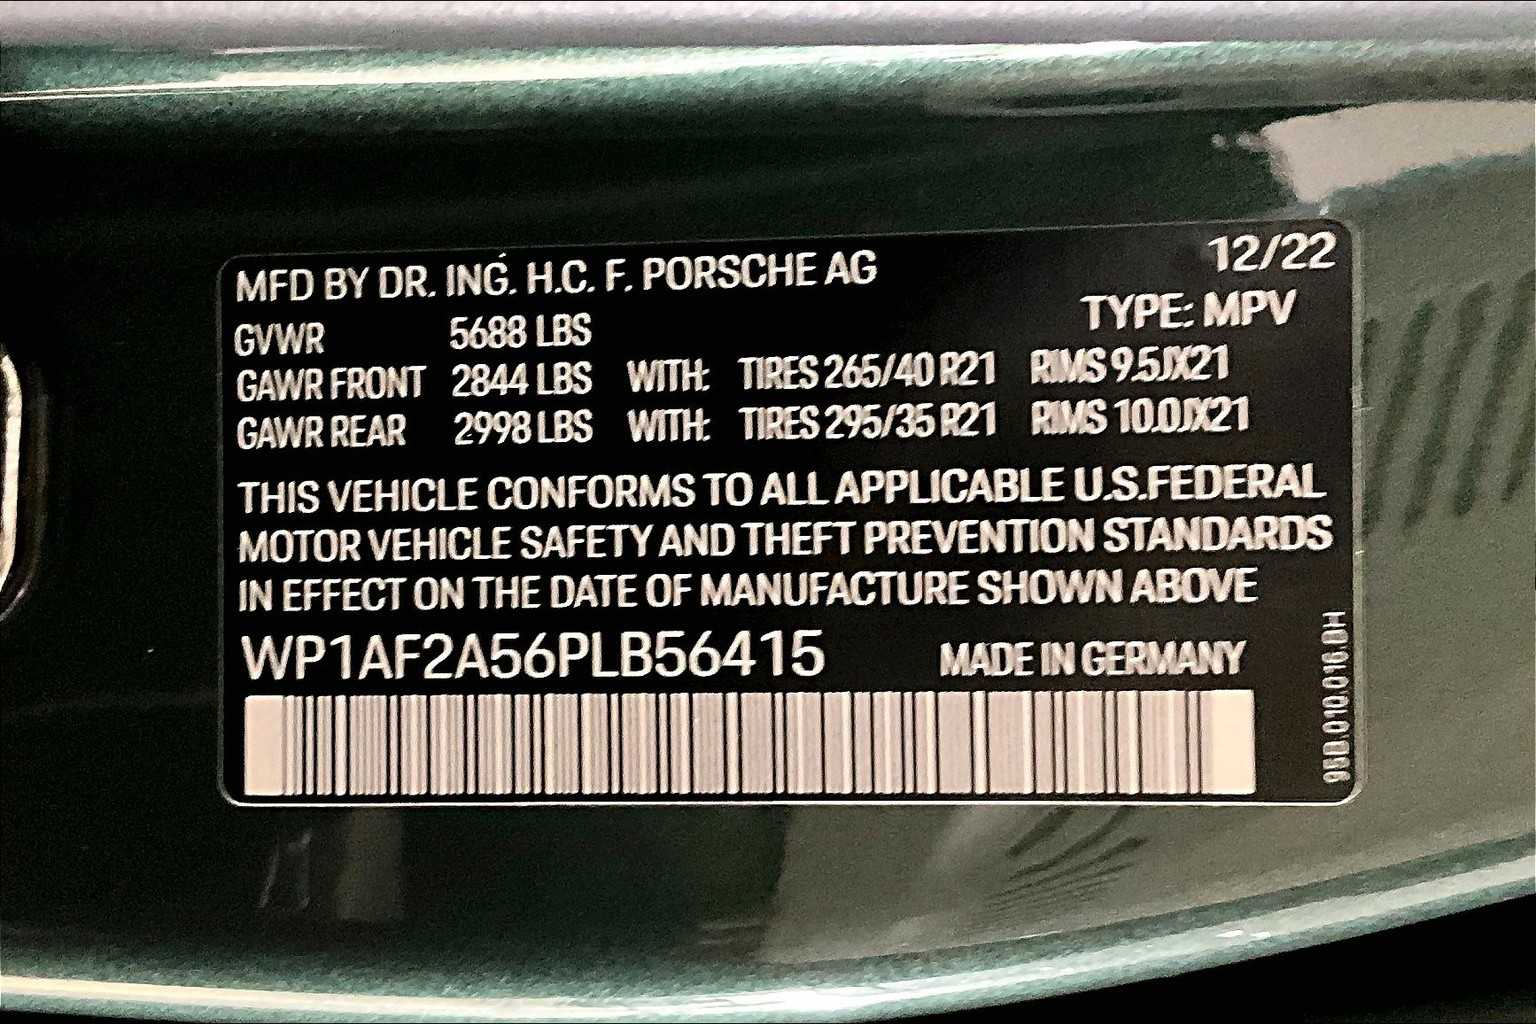 MFD BY DR. ING. H.C. F. PORSCHE AG 12/22
TYPE: MPV
GVWR 5688 LBS
GAWR FRONT 2844 LBS WITH: TIRES 265/40 R21 RIMS 9.5JX21
GAWR REAR 2998 LBS WITH: TIRES 295/35 R21 RIMS 10.0JX21
THIS VEHICLE CONFORMS TO ALL APPLICABLE U.S.FEDERAL
MOTOR VEHICLE SAFETY AND THEFT PREVENTION STANDARDS
IN EFFECT ON THE DATE OF MANUFACTURE SHOWN ABOVE
WP1AF2A56PLB56415 MADE IN GERMANY